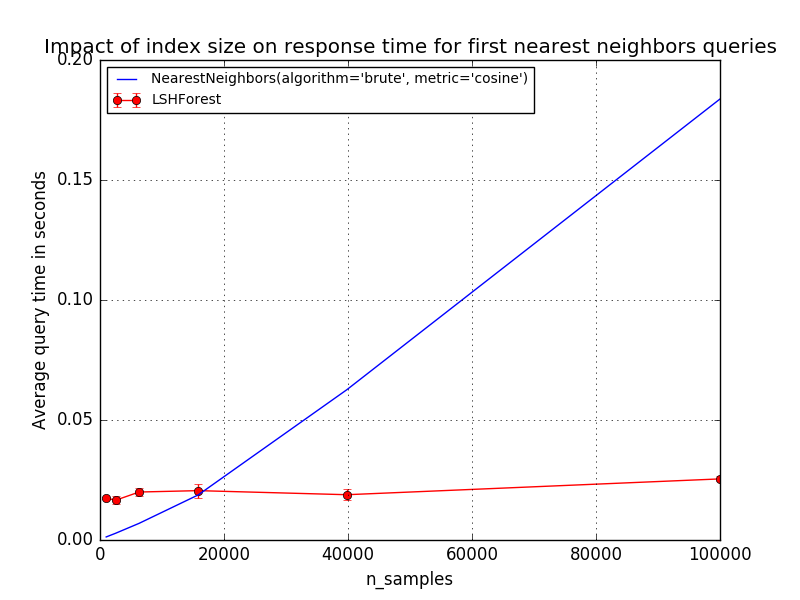 Impact of index size on response time for first nearest neighbors queries
0.20
NearestNeighbors(algorithm='brute', metric='cosine')
LSHForest
0.15
0.10
0.05
0.00
Average query time in seconds
0 20000 40000 60000 80000 100000
n_samples